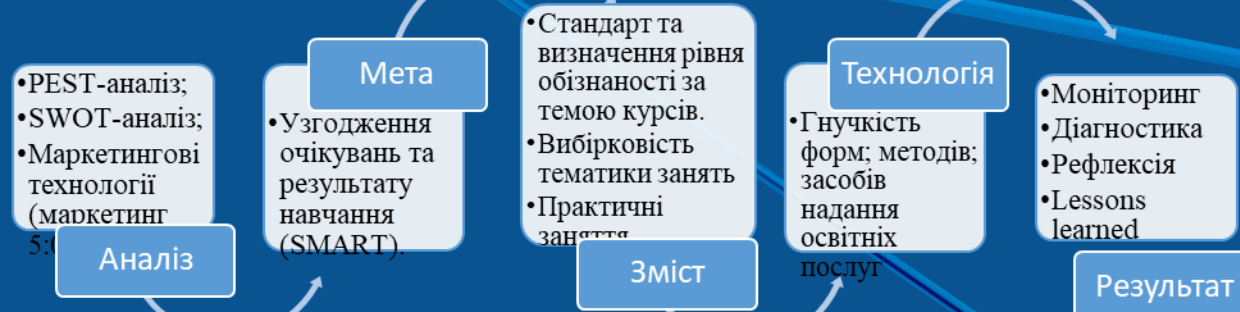 •PEST-аналіз;
•SWOT-аналіз;
•Маркетингові
технології
(маркетинг
Аналіз
Мета
•Узгодження
очікувань та
результату
навчання
(SMART).
•Стандарт та
визначення рівня
обізнаності за
темою курсів.
•Вибірковість
тематики занять
•Практичні
заняття
Зміст
Технологія
•Гнучкість
форм; методів;
засобів
надання
освітніх
послуг
•Моніторинг
•Діагностика
•Рефлексія
•Lessons
learned
Результат